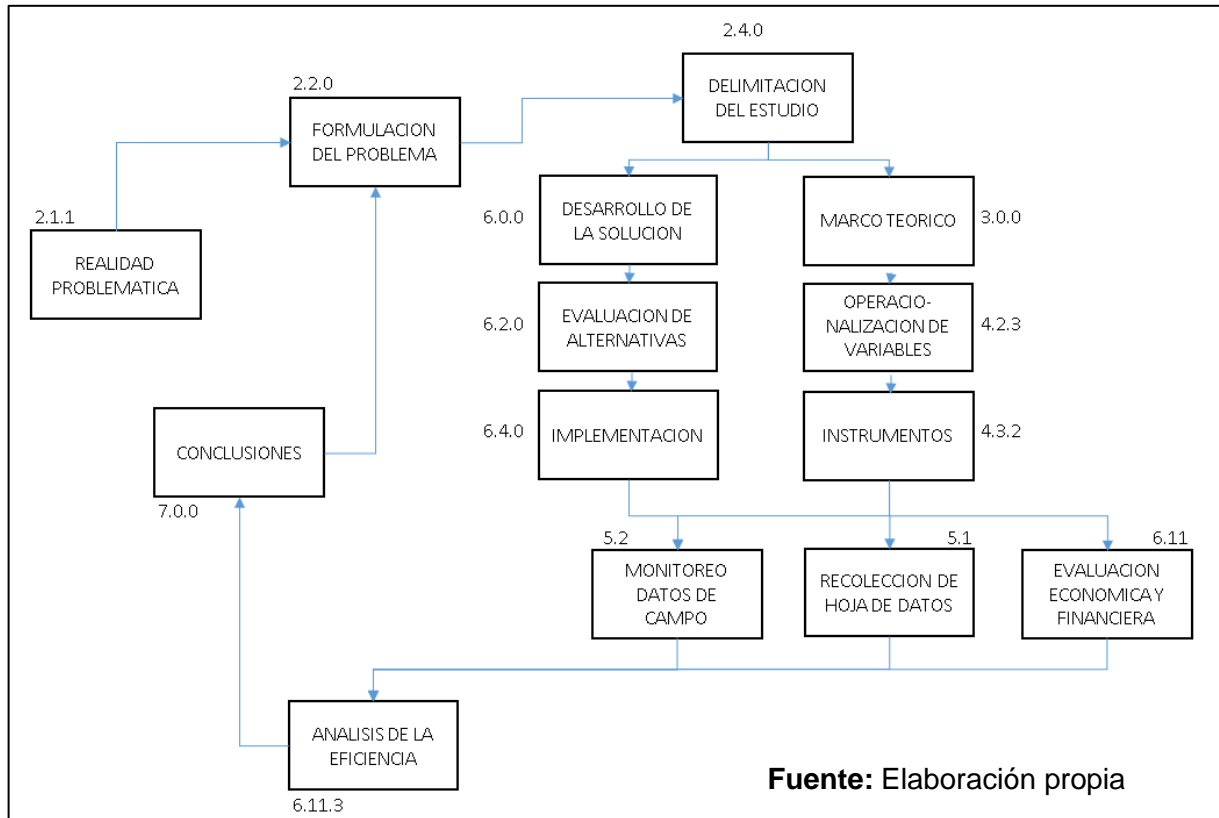 2.4.0
DELIMITACION
DEL ESTUDIO
2.2.0
FORMULACION
DEL PROBLEMA
2.1.1
REALIDAD
PROBLEMATICA
6.0.0
DESARROLLO DE
LA SOLUCION
MARCO TEORICO
3.0.0
6.2.0
EVALUACION DE
ALTERNATIVAS
OPERACIO-
NALIZACION DE
VARIABLES
4.2.3
6.4.0
IMPLEMENTACION
INSTRUMENTOS
4.3.2
CONCLUSIONES
7.0.0
5.2
MONITOREO
DATOS DE
CAMPO
5.1
RECOLECCION DE
HOJA DE DATOS
6.11
EVALUACION
ECONOMICA Y
FINANCIERA
ANALISIS DE LA
EFICIENCIA
6.11.3
Fuente: Elaboración propia